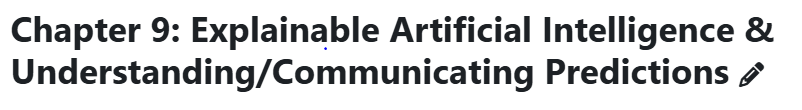 Chapter 9: Explainable Artificial Intelligence &
Understanding/Communicating Predictions